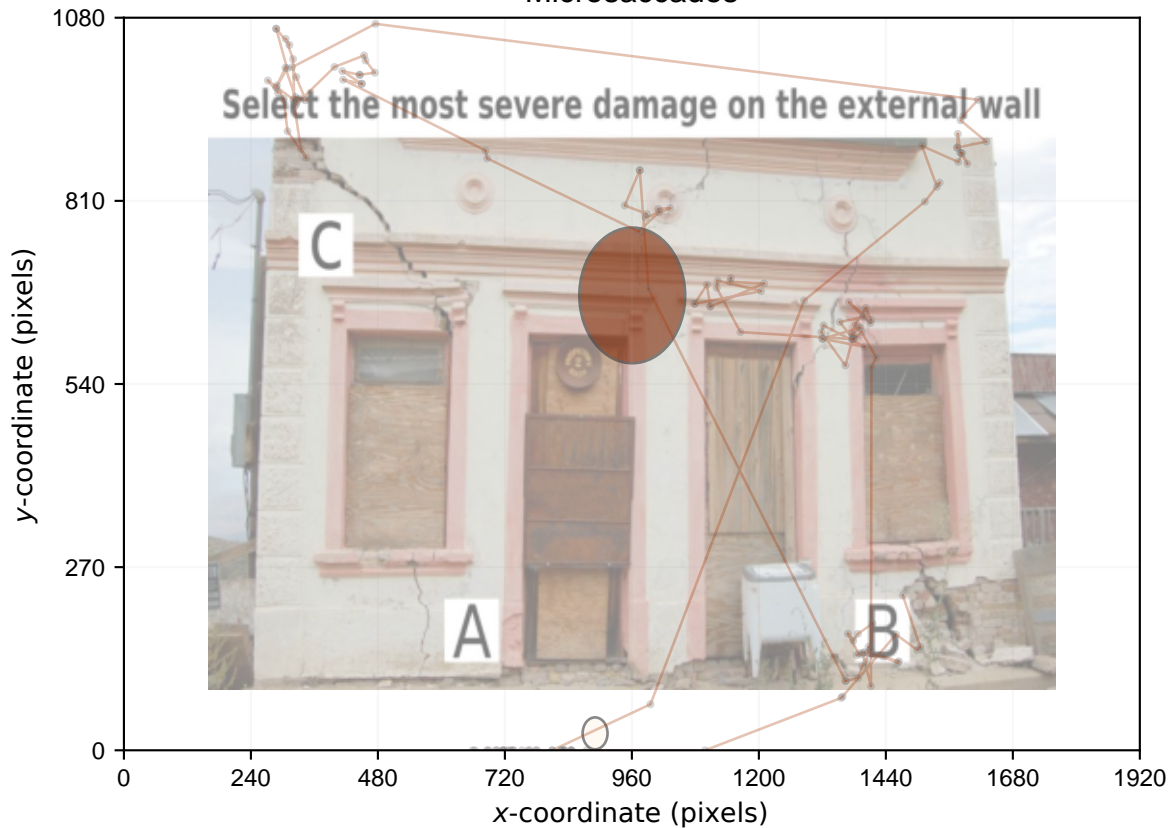 Microsaccades
Select the most severe damage on the external wall
C
A
B
1080
810
540
270
0
0
240
480
720
960
1200
1440
1680
1920
y-coordinate (pixels)
x-coordinate (pixels)